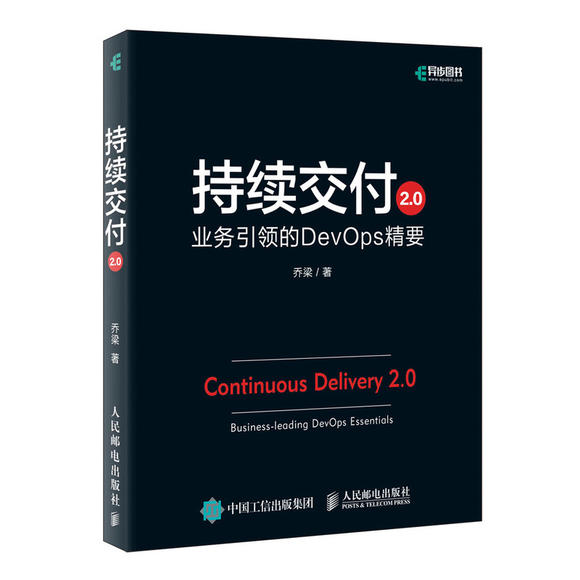 异步图书
www.epubit.com
持续交付 2.0
业务引领的DevOps精要
乔梁 / 著
Continuous Delivery 2.0
Business-leading DevOps Essentials
中国工信出版集团
人民邮电出版社
POSTS & TELECOM PRESS
持续交付 2.0
乔梁 著
人民邮电出版社